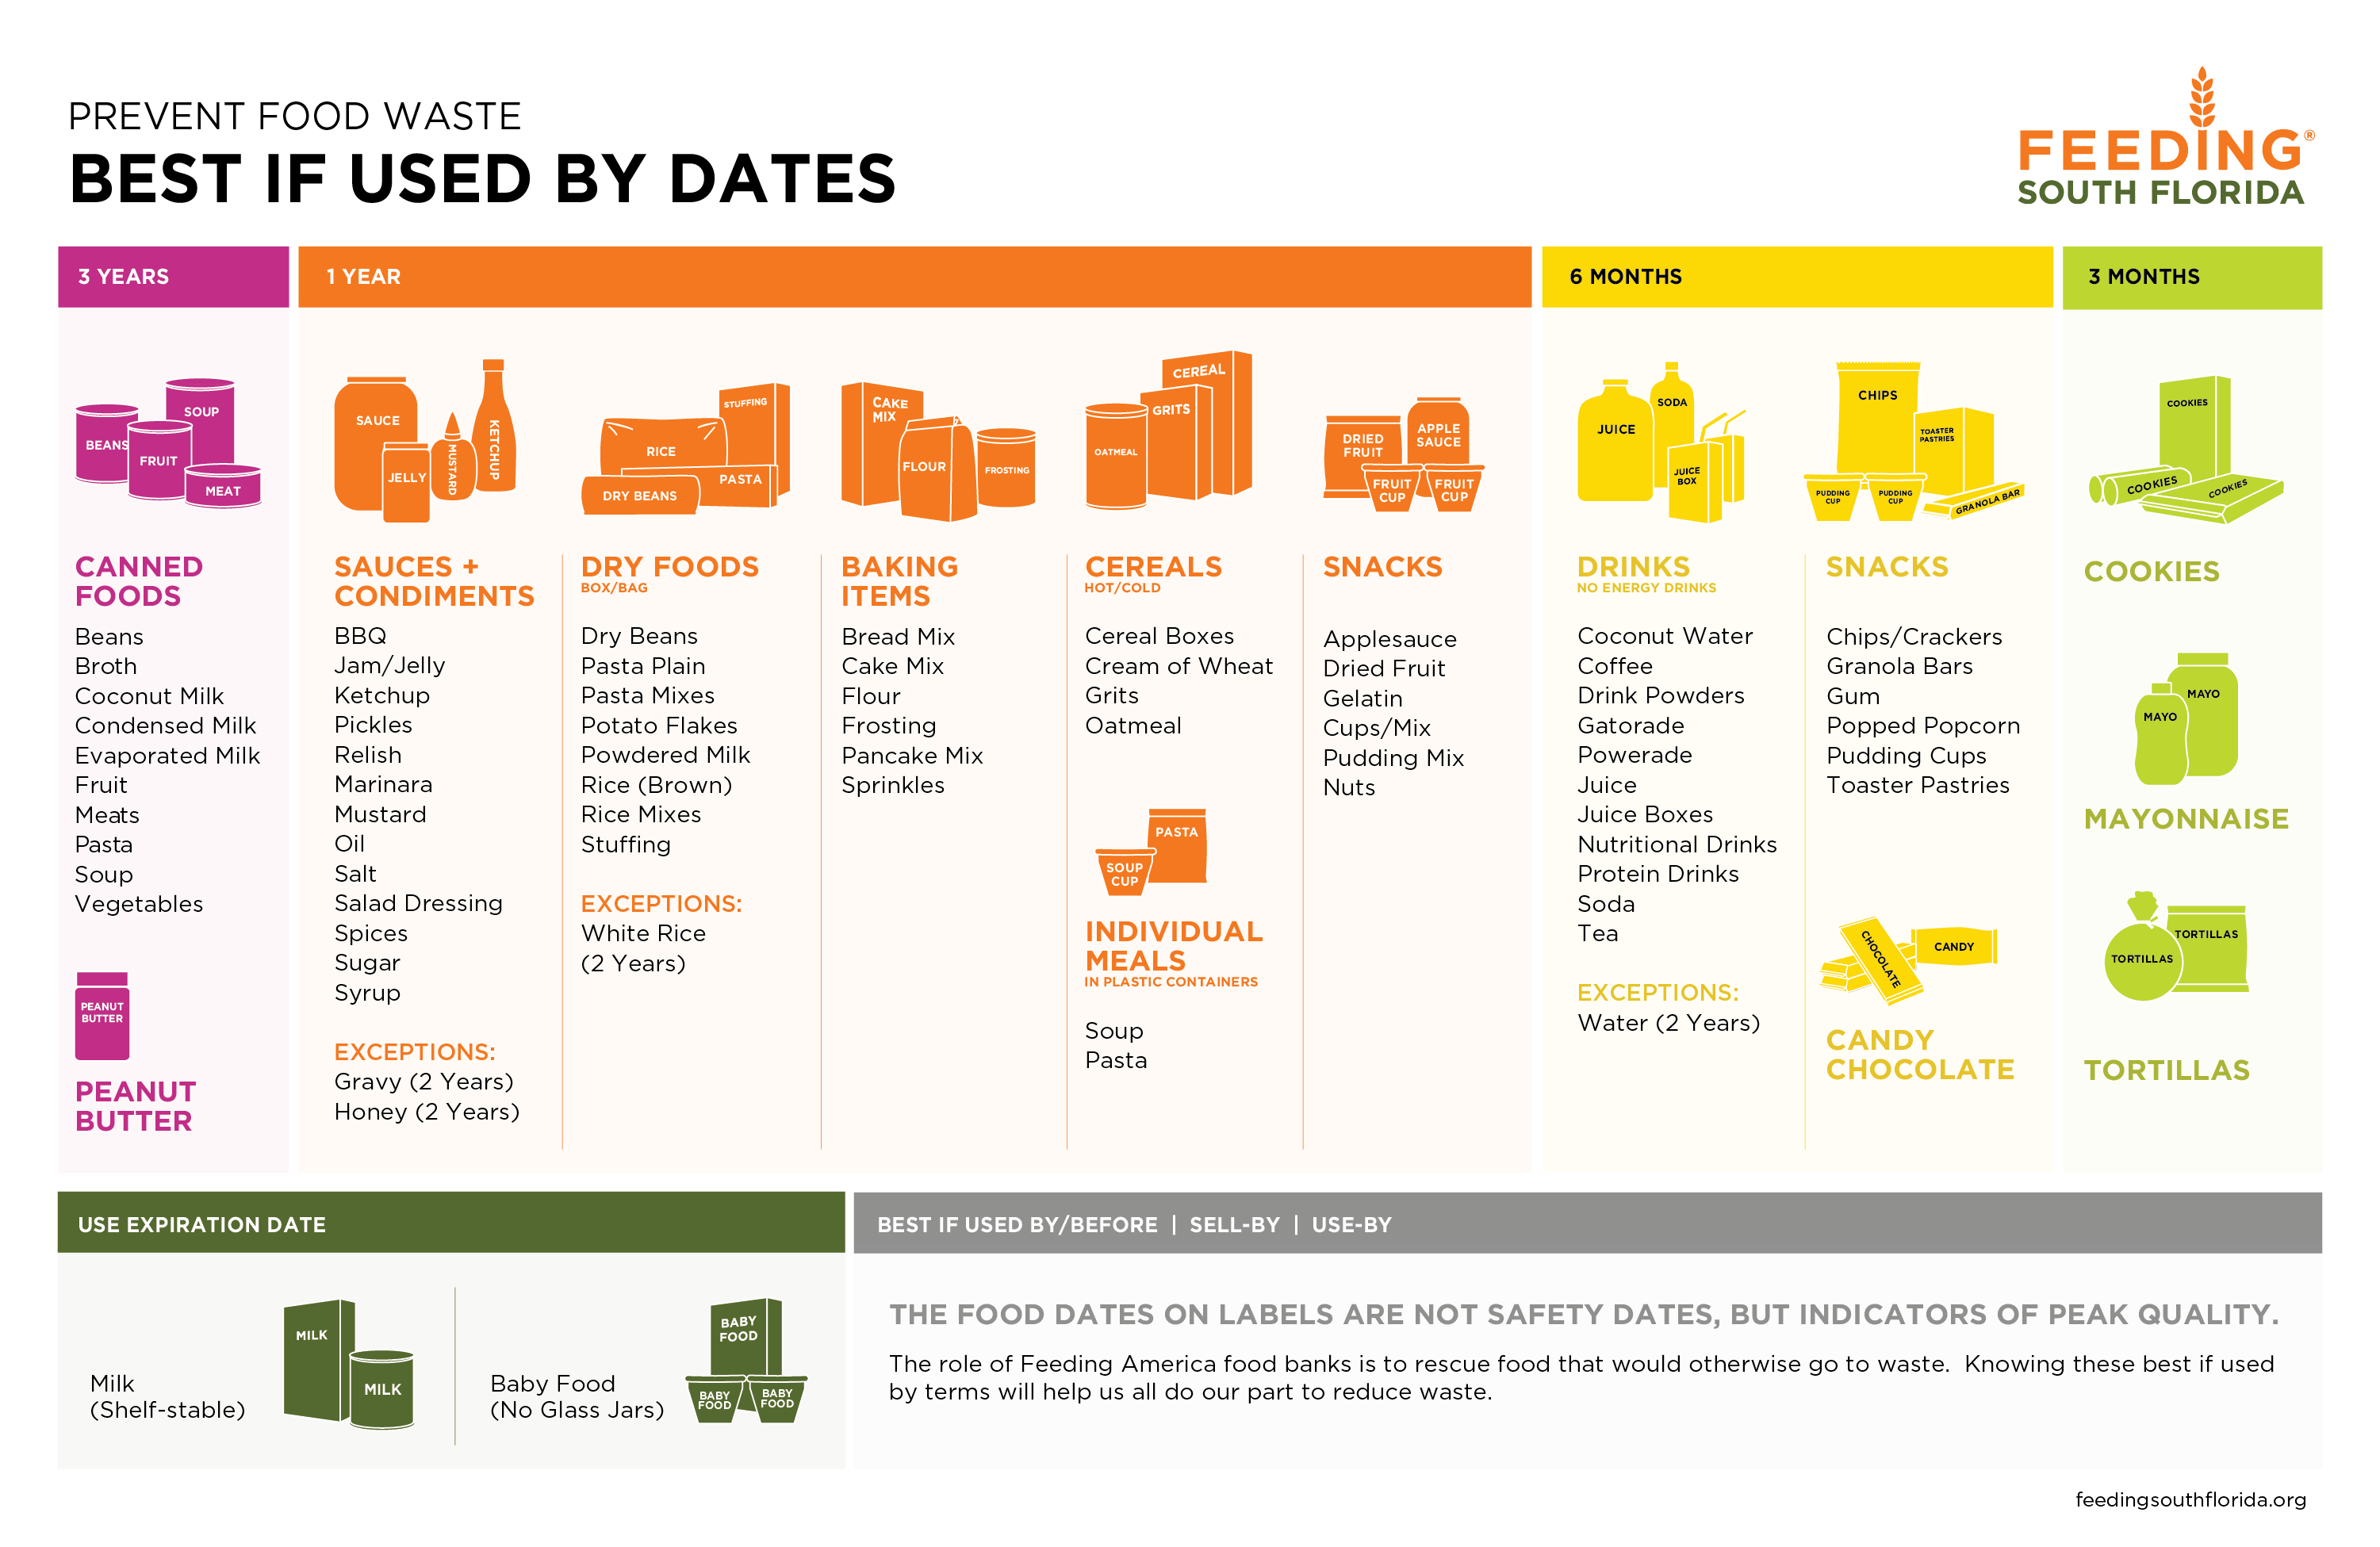 PREVENT FOOD WASTE
BEST IF USED BY DATES
FEEDING®
SOUTH FLORIDA
3 YEARS
BEANS
SOUP
FRUIT
MEAT
CANNED
FOODS
Beans
Broth
Coconut Milk
Condensed Milk
Evaporated Milk
Fruit
Meats
Pasta
Soup
Vegetables
PEANUT
BUTTER
PEANUT
BUTTER
1 YEAR
SAUCE
JELLY
MUSTARD
KETCHUP
SAUCES +
CONDIMENTS
BBQ
Jam/Jelly
Ketchup
Pickles
Relish
Marinara
Mustard
Oil
Salt
Salad Dressing
Spices
Sugar
Syrup
EXCEPTIONS:
Gravy (2 Years)
Honey (2 Years)
STUFFING
RICE
PASTA
DRY BEANS
DRY FOODS
BOX/BAG
Dry Beans
Pasta Plain
Pasta Mixes
Potato Flakes
Powdered Milk
Rice (Brown)
Rice Mixes
Stuffing
EXCEPTIONS:
White Rice
(2 Years)
CAKE
MIX
FLOUR
FROSTING
BAKING
ITEMS
Bread Mix
Cake Mix
Flour
Frosting
Pancake Mix
Sprinkles
CEREAL
GRITS
OATMEAL
CEREALS
HOT/COLD
Cereal Boxes
Cream of Wheat
Grits
Oatmeal
PASTA
SOUP
CUP
INDIVIDUAL
MEALS
IN PLASTIC CONTAINERS
Soup
Pasta
DRIED
FRUIT
APPLE
SAUCE
FRUIT
CUP
FRUIT
CUP
SNACKS
Applesauce
Dried Fruit
Gelatin
Cups/Mix
Pudding Mix
Nuts
6 MONTHS
JUICE
SODA
JUICE
BOX
DRINKS
NO ENERGY DRINKS
Coconut Water
Coffee
Drink Powders
Gatorade
Powerade
Juice
Juice Boxes
Nutritional Drinks
Protein Drinks
Soda
Tea
EXCEPTIONS:
Water (2 Years)
CHIPS
TOASTER
PASTRIES
PUDDING
CUP
PUDDING
CUP
GRANOLA BAR
SNACKS
Chips/Crackers
Granola Bars
Gum
Popped Popcorn
Pudding Cups
Toaster Pastries
CHOCOLATE
CANDY
CANDY
CHOCOLATE
3 MONTHS
COOKIES
COOKIES
COOKIES
COOKIES
MAYO
MAYO
MAYONNAISE
TORTILLAS
TORTILLAS
TORTILLAS
USE EXPIRATION DATE
Milk
(Shelf-stable)
MILK
MILK
Baby Food
(No Glass Jars)
BABY
FOOD
BABY
FOOD
BABY
FOOD
BEST IF USED BY/BEFORE | SELL-BY | USE-BY
THE FOOD DATES ON LABELS ARE NOT SAFETY DATES, BUT INDICATORS OF PEAK QUALITY.
The role of Feeding America food banks is to rescue food that would otherwise go to waste.  Knowing these best if used
by terms will help us all do our part to reduce waste.
feedingsouthflorida.org